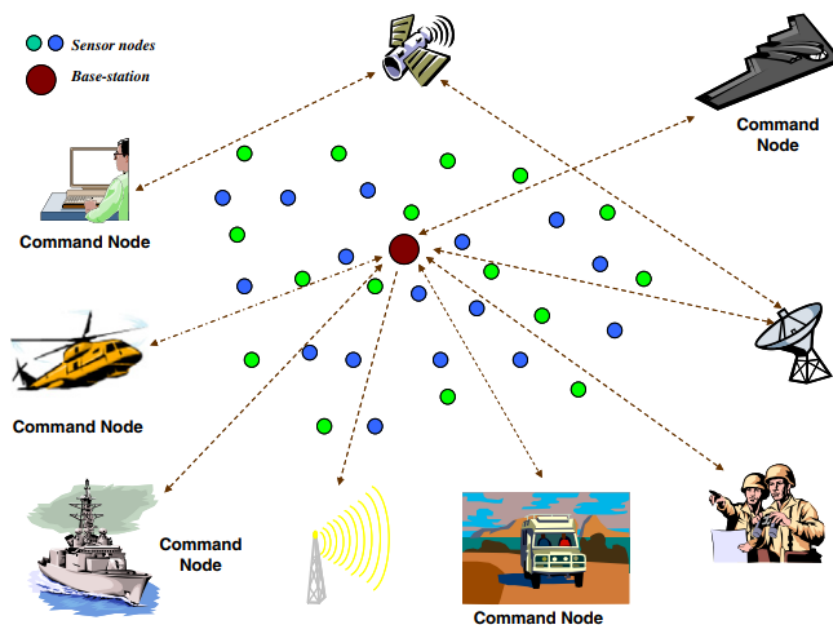 Sensor nodes
Base-station
Command
Node
Command Node
Command Node
Command
Node
Command Node